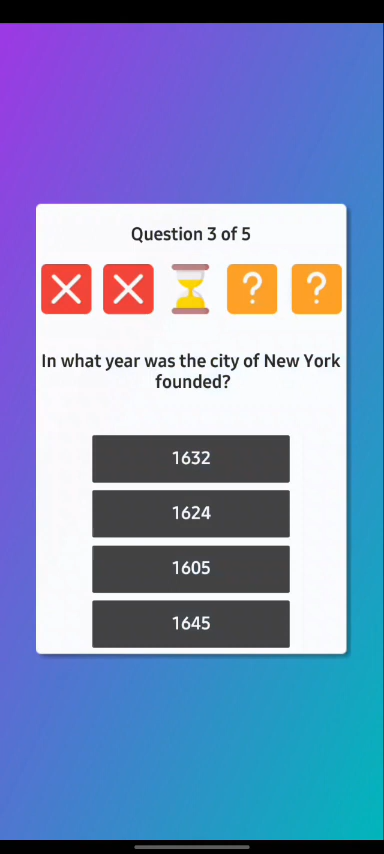 Question 3 of 5
In what year was the city of New York
founded?
1632
1624
1605
1645